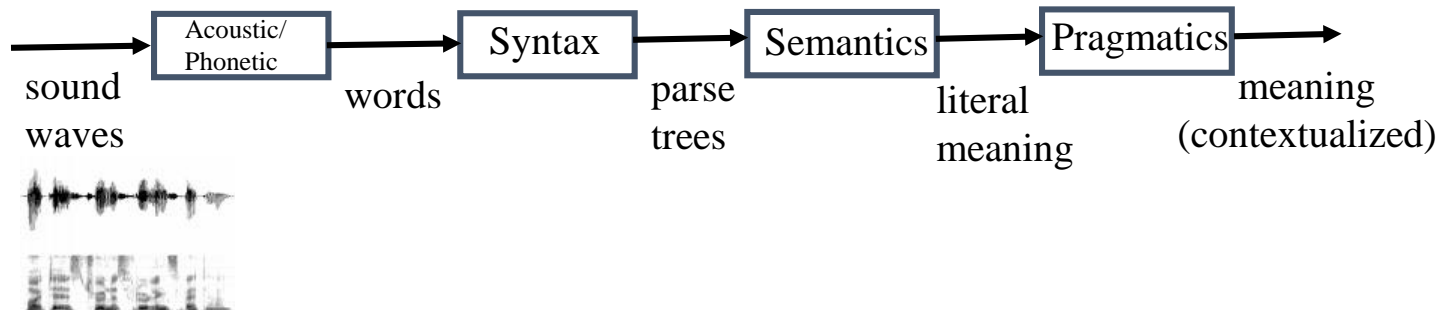 Acoustic/
Phonetic
Syntax
Semantics
Pragmatics
sound
waves
words
parse
trees
literal
meaning
meaning
(contextualized)